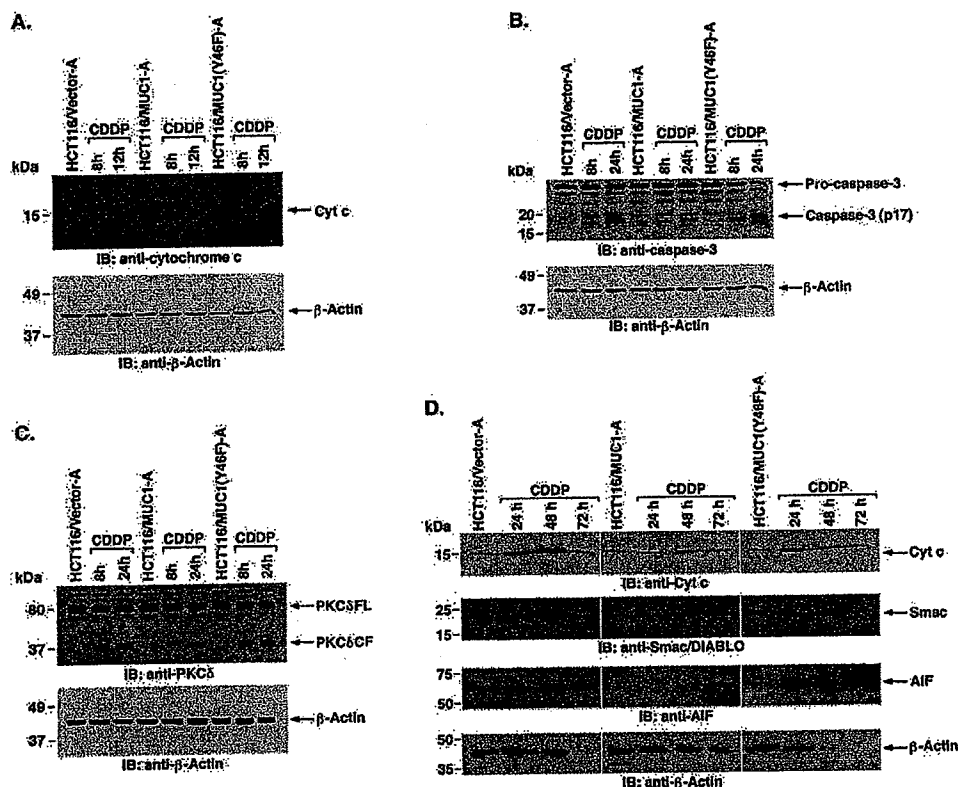 A.
HCT116/Vector-A
HCT116/MUC1-A
HCT116/MUC1(Y46F)-A
CDDP CDDP CDDP
8h 12h 8h 12h 8h 12h
kDa
15
Cyt c
IB: anti-cytochrome c
49
37
β-Actin
IB: anti-β-Actin
B.
HCT116/Vector-A
HCT116/MUC1-A
HCT116/MUC1(Y46F)-A
CDDP CDDP CDDP
8h 24h 8h 24h 8h 24h
kDa
Pro-caspase-3
20
Caspase-3 (p17)
15
IB: anti-caspase-3
49
37
β-Actin
IB: anti-β-Actin
C.
HCT116/Vector-A
HCT116/MUC1-A
HCT116/MUC1(Y46F)-A
CDDP CDDP CDDP
8h 24h 8h 24h 8h 24h
kDa
PKCδFL
37
PKCδCF
IB: anti-PKCδ
49
37
β-Actin
IB: anti-β-Actin
D.
HCT116/Vector-A
HCT116/MUC1-A
HCT116/MUC1(Y46F)-A
CDDP CDDP CDDP
24 h 48 h 72 h 24 h 48 h 72 h 24 h 48 h 72 h
kDa
15
Cyt c
IB: anti-Cyt c
25
15
Smac
IB: anti-Smac/DIABLO
75
50
AIF
IB: anti-AIF
50
35
β-Actin
IB: anti-β-Actin